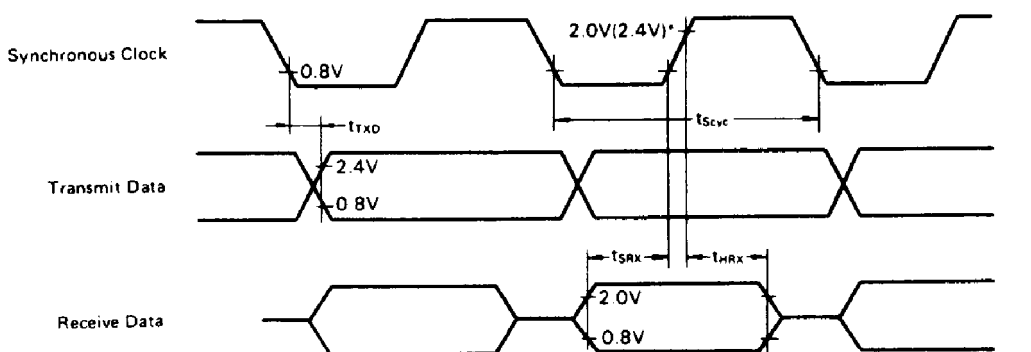 Synchronous Clock
0.8V
2.0V(2.4V)*
tTXD
tScyc
Transmit Data
2.4V
0.8V
tSRX
tHRX
Receive Data
2.0V
0.8V